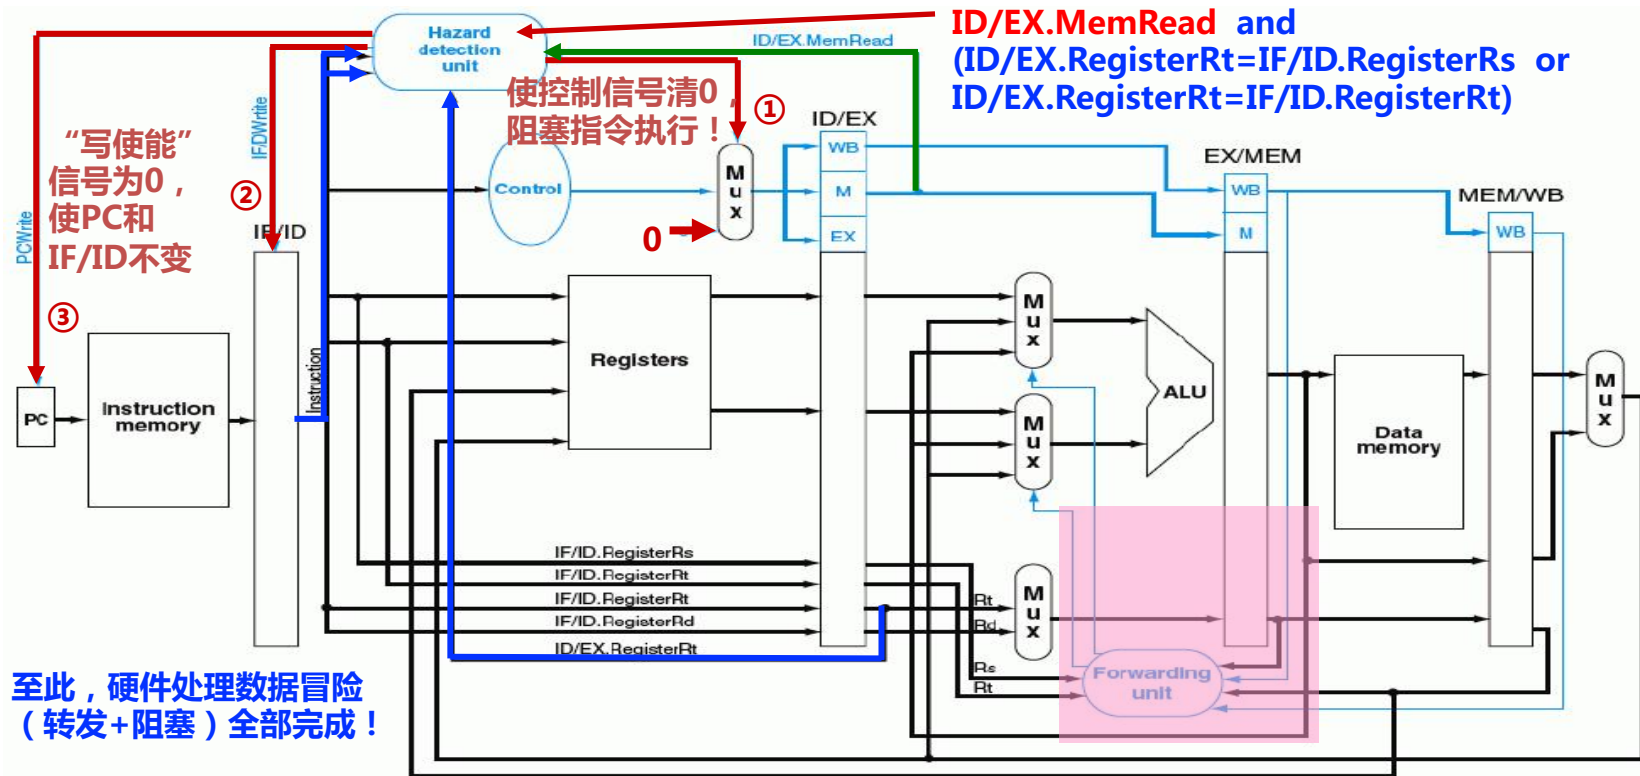 ID/EX.MemRead and
(ID/EX.RegisterRt=IF/ID.RegisterRs or
ID/EX.RegisterRt=IF/ID.RegisterRt)
Hazard
detection
unit
ID/EX.MemRead
使控制信号清0，
阻塞指令执行！
①
“写使能”
信号为0，
使PC和
IF/ID不变
②
③
PCWrite
IF/DWrite
IF/ID
Control
Mux
0
ID/EX
WB
M
EX
EX/MEM
WB
M
MEM/WB
WB
PC
Instruction
memory
Instruction
Registers
Mux
Mux
ALU
Data
memory
Mux
IF/ID.RegisterRs
IF/ID.RegisterRt
IF/ID.RegisterRt
IF/ID.RegisterRd
ID/EX.RegisterRt
Rt
Rd
Mux
Rs
Rt
Forwarding
unit
至此，硬件处理数据冒险
（转发+阻塞）全部完成！